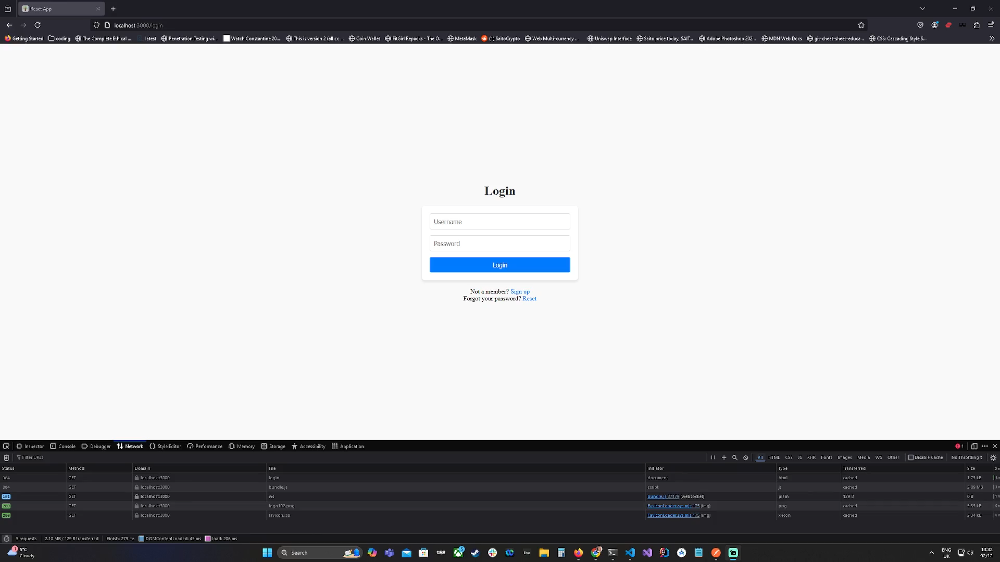 React App
localhost:3000/login
Getting Started coding The Complete Ethical ... latest Penetration Testing wi... Watch Constantine 20... This is version 2 (all cc ... Coin Wallet FitGirl Repacks - The O... MetaMask (1) SaitoCrypto Web Multi-currency ... Uniswap Interface Saito price today, SAIT... Adobe Photoshop 202... MDN Web Docs git-cheat-sheet-educa... CSS: Cascading Style S...
Login
Username
Password
Login
Not a member? Sign up
Forgot your password? Reset
Inspector Console Debugger Network Style Editor Performance Memory Storage Accessibility Application 1
Filter URLs All HTML CSS JS XHR Fonts Images Media WS Other Disable Cache No Throttling
Status Method Domain File Initiator Type Transferred Size
304 GET localhost:3000 login document html cached 1.75 kB
304 GET localhost:3000 bundle.js script js cached 2.09 MB
101 GET localhost:3000 ws bundle.js:37179 (websocket) plain 129 B 0 B
200 GET localhost:3000 logo192.png FaviconLoader.sys.mjs:175 (img) png cached 5.35 kB
200 GET localhost:3000 favicon.ico FaviconLoader.sys.mjs:175 (img) x-icon cached 2.34 kB
5 requests 2.10 MB / 129 B transferred Finish: 279 ms DOMContentLoaded: 43 ms load: 206 ms
1 5°C
Cloudy
Search
5
ENG
UK
13:32
02/12